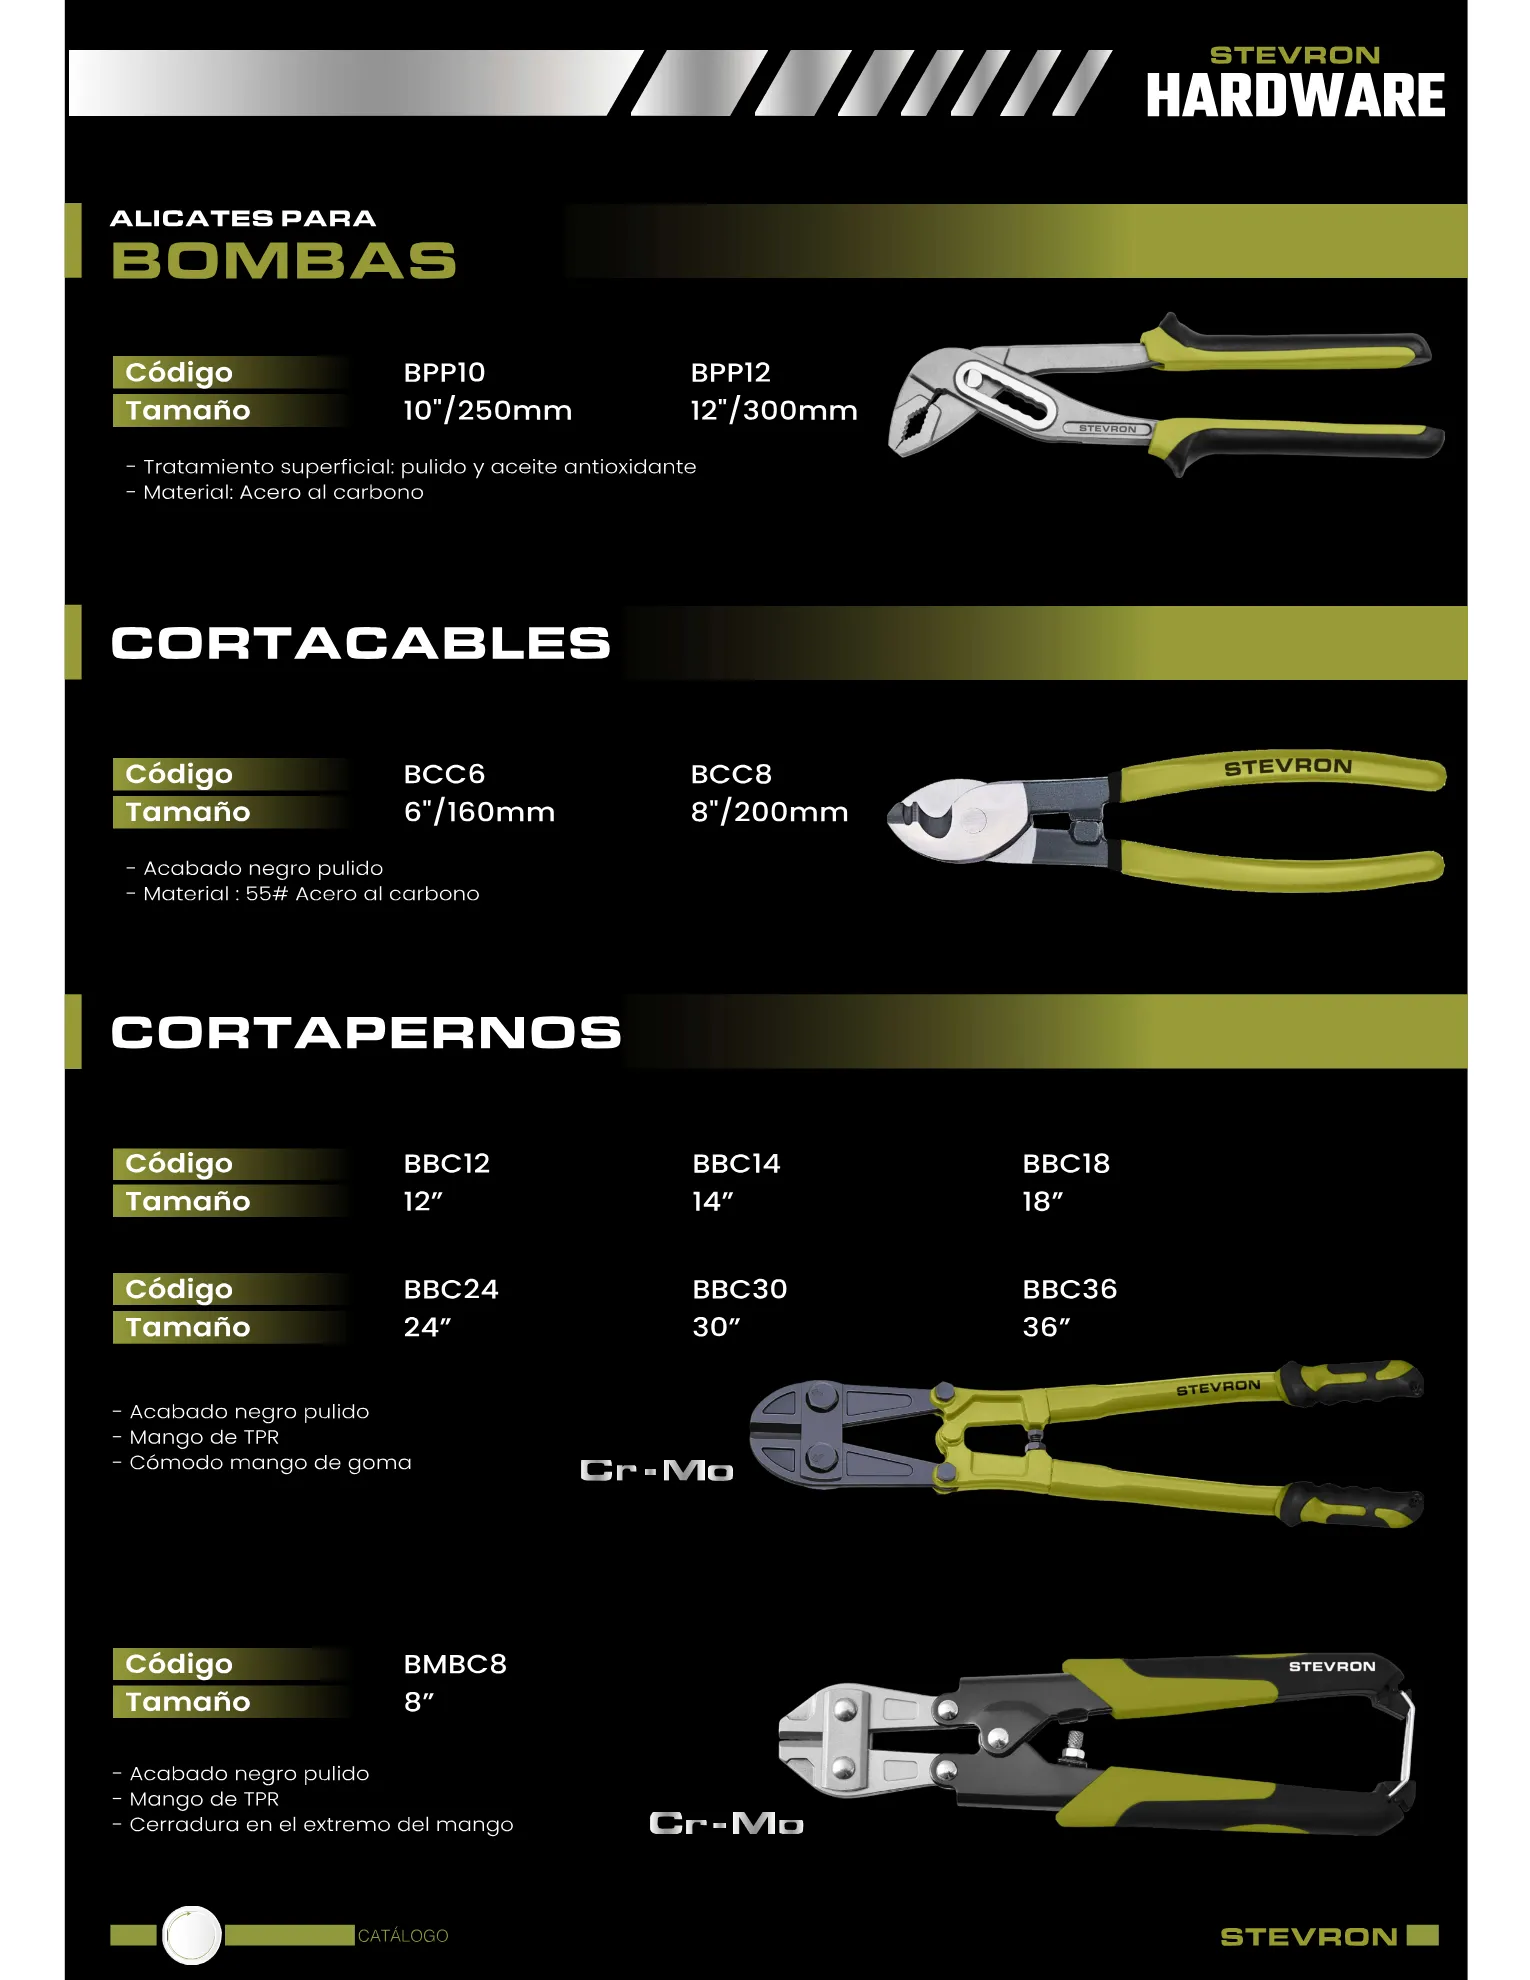 STEVRON
HARDWARE
ALICATES PARA
BOMBAS
Código BPP10 BPP12
Tamaño 10"/250mm 12"/300mm
- Tratamiento superficial: pulido y aceite antioxidante
- Material: Acero al carbono
STEVRON
CORTACABLES
Código BCC6 BCC8
Tamaño 6"/160mm 8"/200mm
- Acabado negro pulido
- Material : 55# Acero al carbono
STEVRON
CORTAPERNOS
Código BBC12 BBC14 BBC18
Tamaño 12” 14” 18”
Código BBC24 BBC30 BBC36
Tamaño 24” 30” 36”
- Acabado negro pulido
- Mango de TPR
- Cómodo mango de goma
Cr-Mo
STEVRON
Código BMBC8
Tamaño 8”
- Acabado negro pulido
- Mango de TPR
- Cerradura en el extremo del mango
Cr-Mo
STEVRON
CATÁLOGO
STEVRON